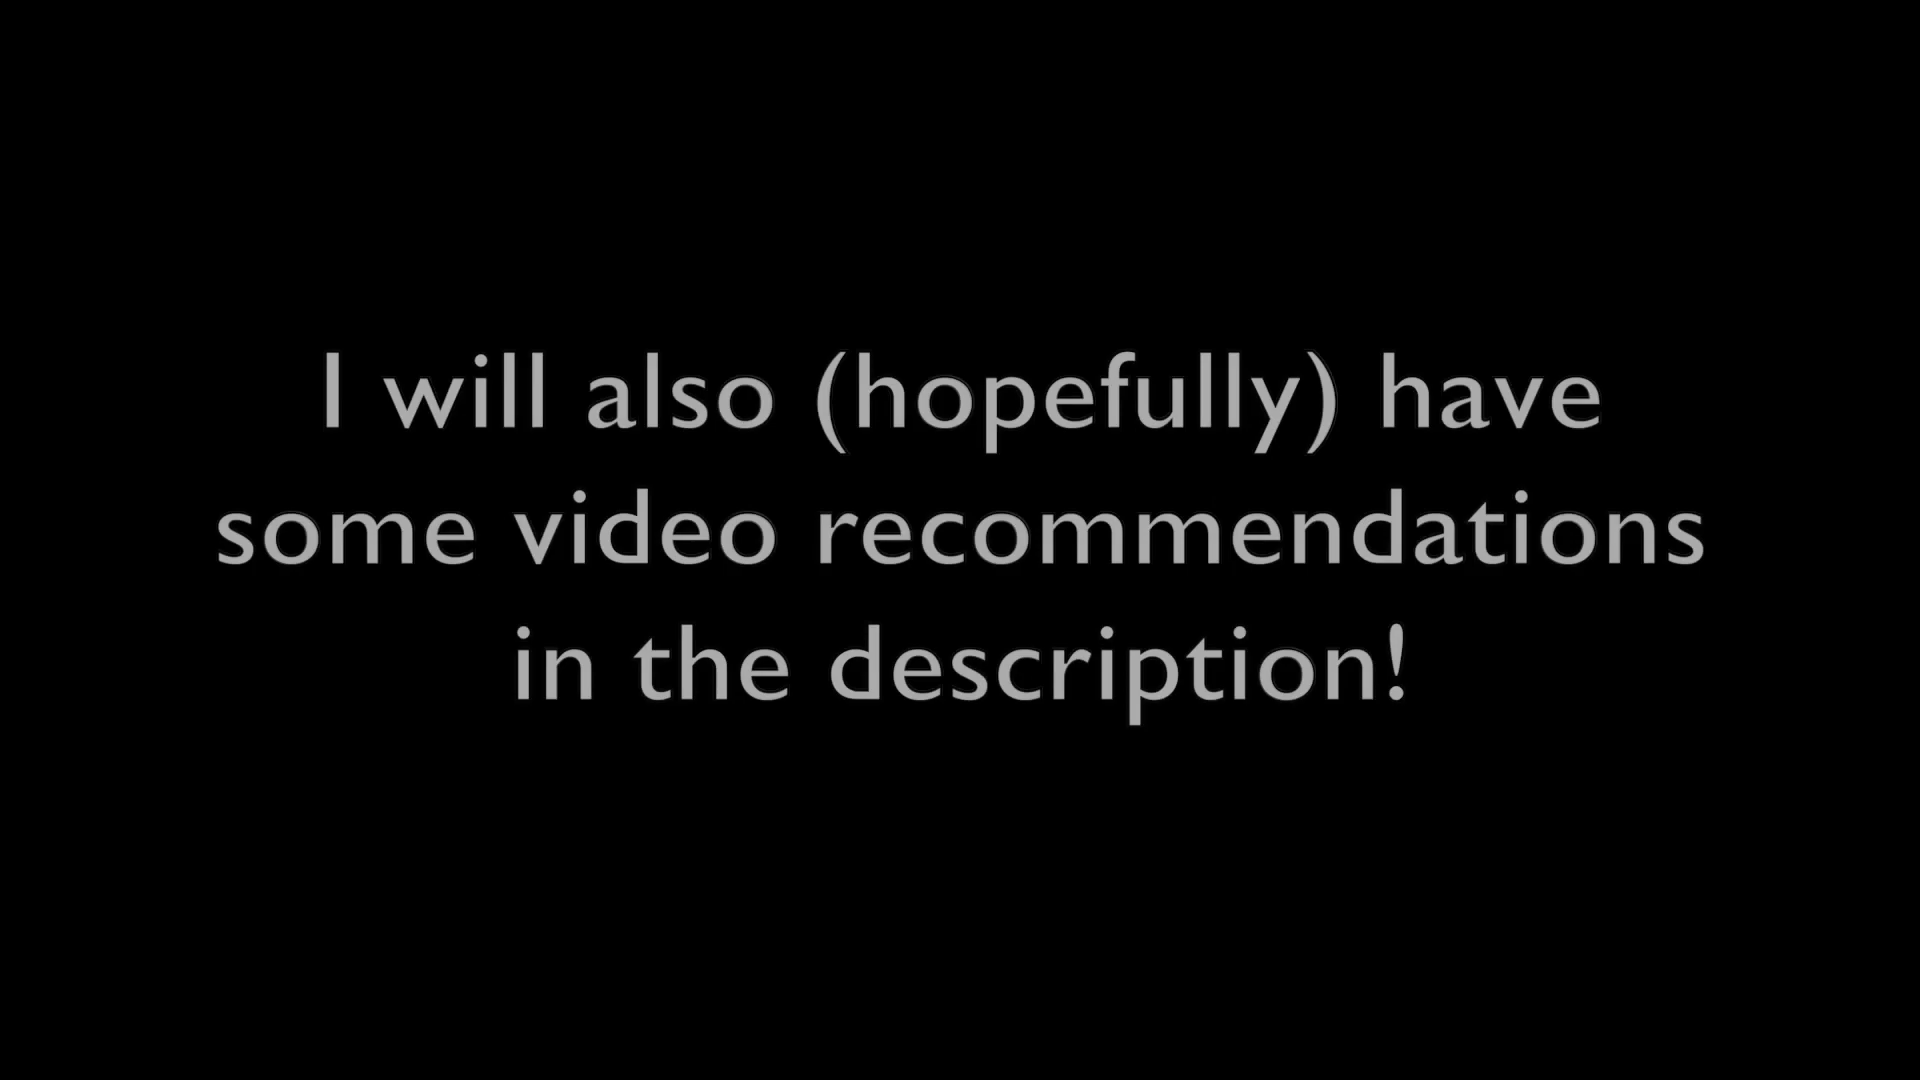 I will also (hopefully) have
some video recommendations
in the description!